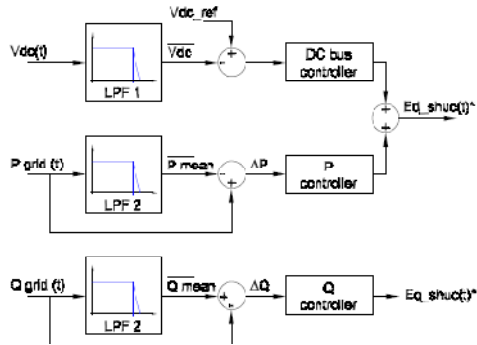 Vdc_ref
Vdc(t)
LPF 1
Vdc
+
-
DC bus
controller
+
+
Ed_shuc(t)*
P grid (t)
LPF 2
P mean
-
+
ΔP
P
controller
Q grid (t)
LPF 2
Q mean
+
-
ΔQ
Q
controller
Eq_shuc(t)*